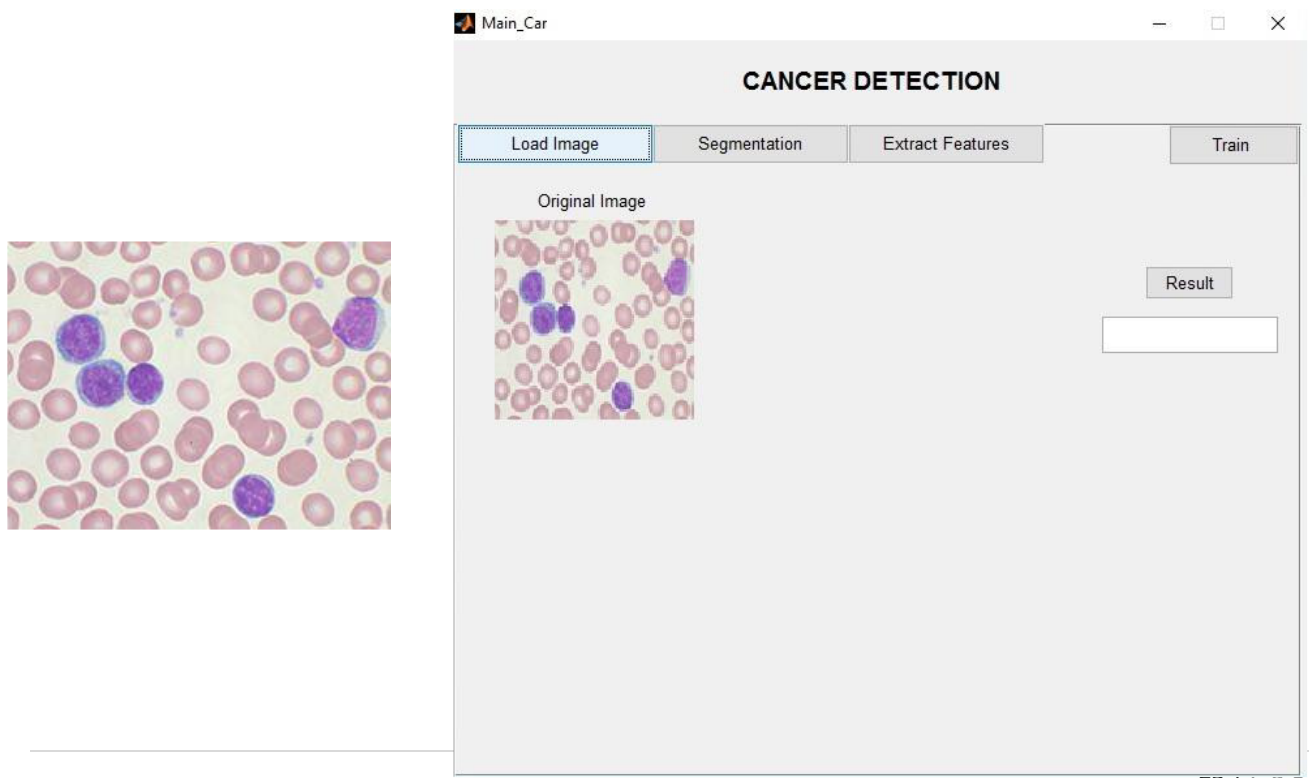 Main_Car
CANCER DETECTION
Load Image Segmentation Extract Features Train
Original Image
Result